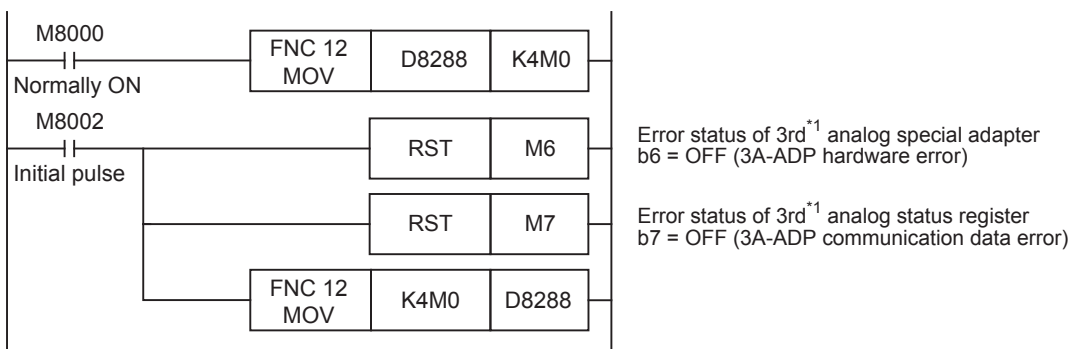 M8000
FNC 12
MOV
D8288
K4M0
Normally ON
M8002
RST
M6
Error status of 3rd*1 analog special adapter
b6 = OFF (3A-ADP hardware error)
Initial pulse
RST
M7
Error status of 3rd*1 analog status register
b7 = OFF (3A-ADP communication data error)
FNC 12
MOV
K4M0
D8288